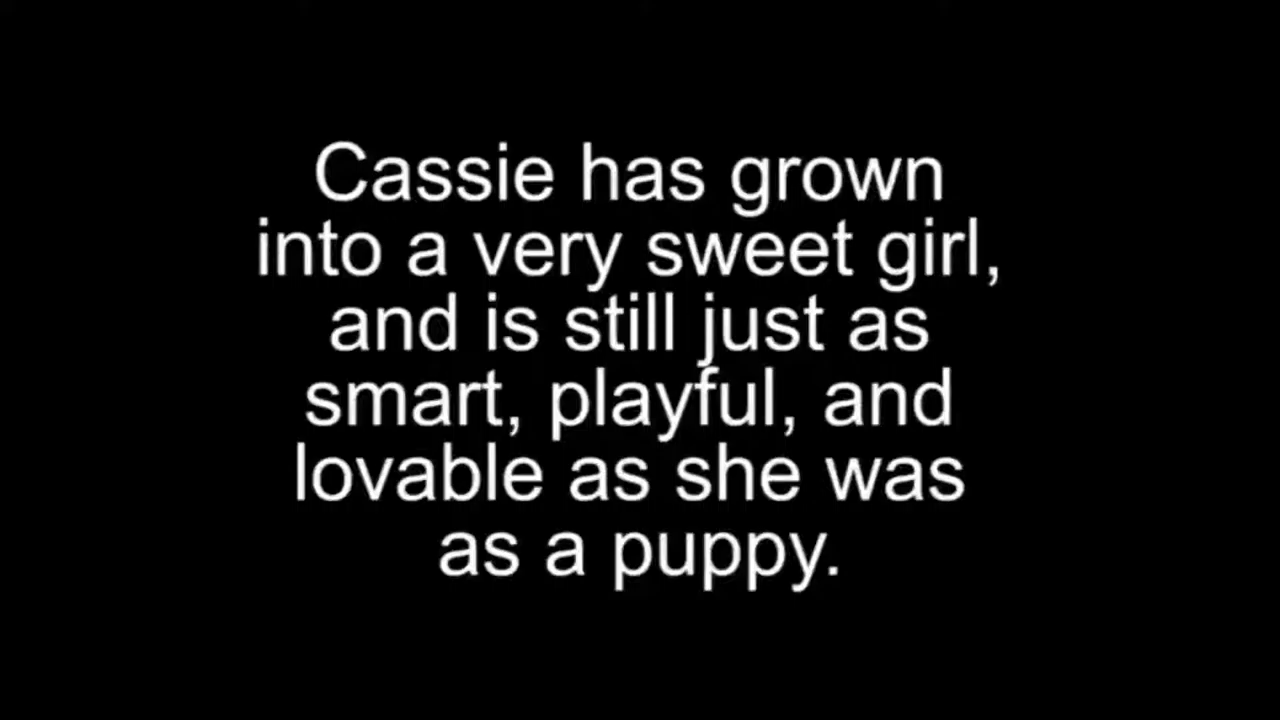 Cassie has grown
into a very sweet girl,
and is still just as
smart, playful, and
lovable as she was
as a puppy.